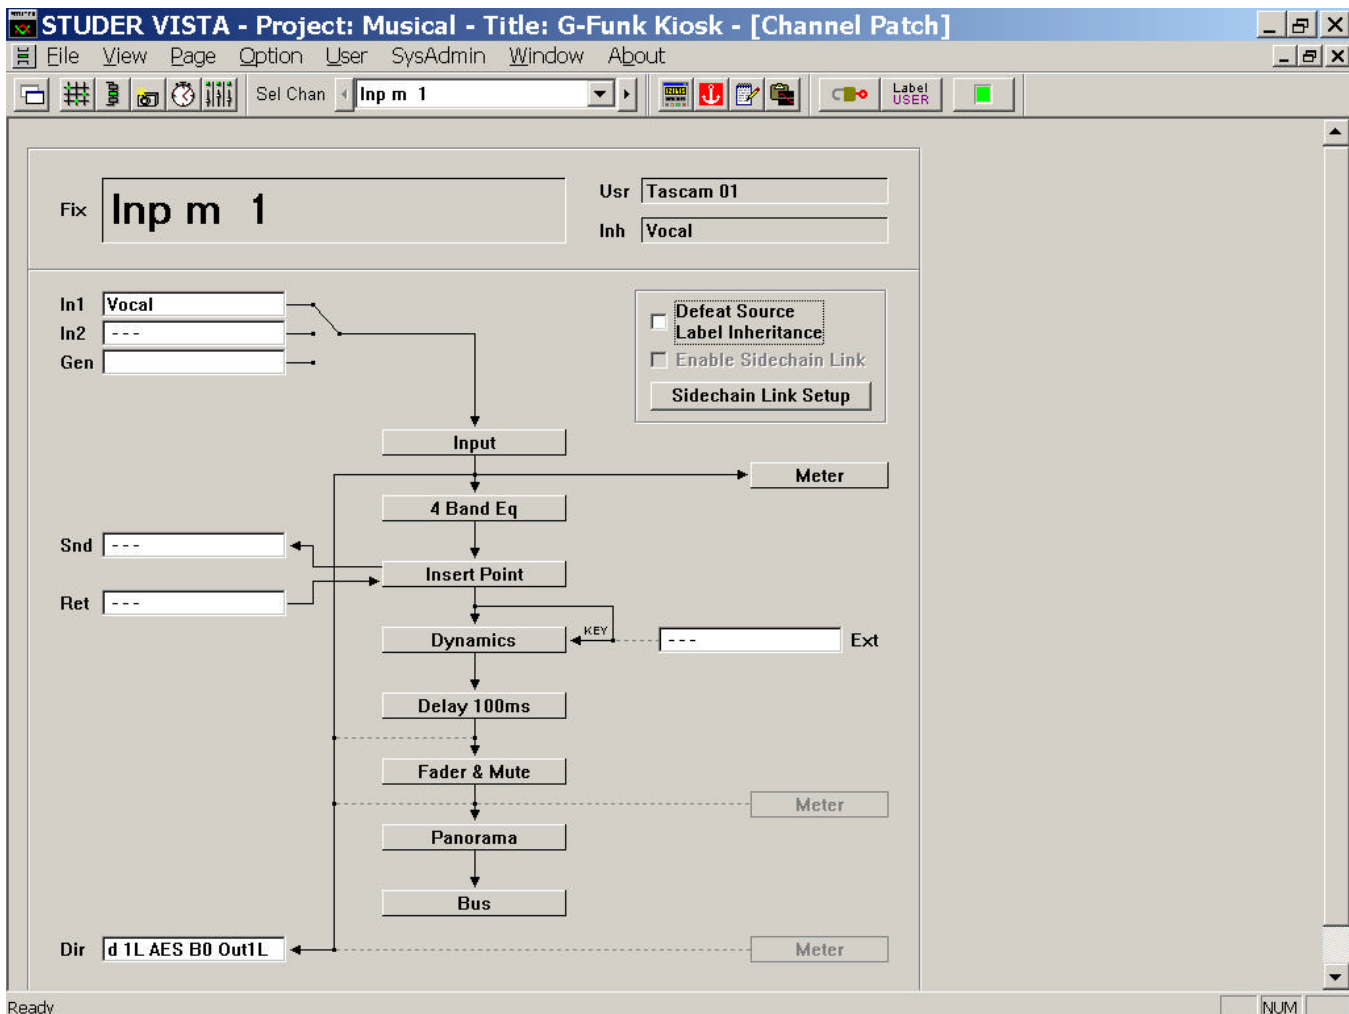 STUDER VISTA - Project: Musical - Title: G-Funk Kiosk - [Channel Patch]
File View Page Option User SysAdmin Window About
Sel Chan Inp m 1
Label
USER
Fix Inp m 1
Usr Tascam 01
Inh Vocal
In1 Vocal
In2 ---
Gen
Defeat Source
Label Inheritance
Enable Sidechain Link
Sidechain Link Setup
Input
Meter
4 Band Eq
Snd ---
Insert Point
Ret ---
Dynamics
KEY
--- Ext
Delay 100ms
Fader & Mute
Meter
Panorama
Bus
Dir d 1L AES B0 Out1L
Meter
Ready
NUM